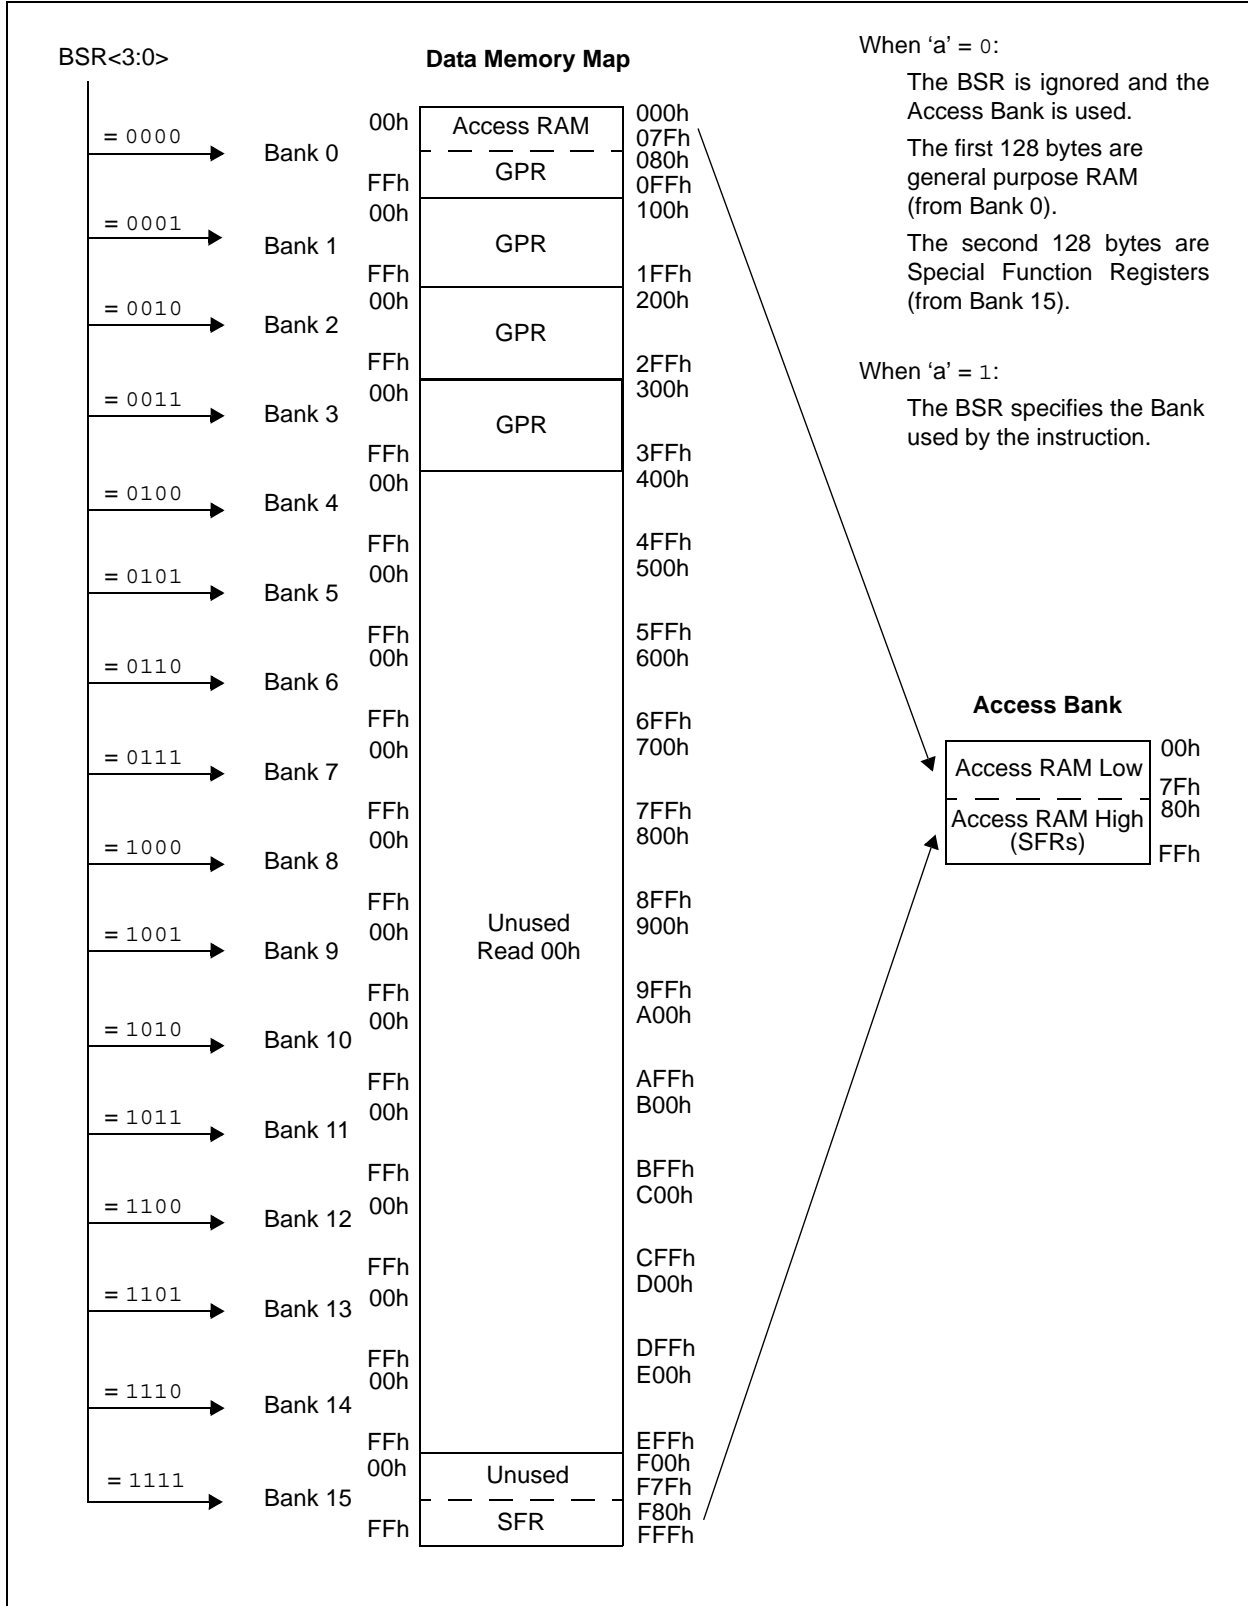 BSR<3:0>
Data Memory Map
When ‘a’ = 0:
The BSR is ignored and the
Access Bank is used.
The first 128 bytes are
general purpose RAM
(from Bank 0).
The second 128 bytes are
Special Function Registers
(from Bank 15).
When ‘a’ = 1:
The BSR specifies the Bank
used by the instruction.
= 0000
Bank 0
00h
FFh
Access RAM
GPR
000h
07Fh
080h
0FFh
= 0001
Bank 1
00h
FFh
GPR
100h
1FFh
= 0010
Bank 2
00h
FFh
GPR
200h
2FFh
= 0011
Bank 3
00h
FFh
GPR
300h
3FFh
= 0100
Bank 4
00h
FFh
400h
4FFh
= 0101
Bank 5
00h
FFh
500h
5FFh
= 0110
Bank 6
00h
FFh
600h
6FFh
= 0111
Bank 7
00h
FFh
700h
7FFh
= 1000
Bank 8
00h
FFh
800h
8FFh
= 1001
Bank 9
00h
FFh
Unused
Read 00h
900h
9FFh
= 1010
Bank 10
00h
FFh
A00h
AFFh
= 1011
Bank 11
00h
FFh
B00h
BFFh
= 1100
Bank 12
00h
FFh
C00h
CFFh
= 1101
Bank 13
00h
FFh
D00h
DFFh
= 1110
Bank 14
00h
FFh
E00h
EFFh
= 1111
Bank 15
00h
FFh
Unused
SFR
F00h
F7Fh
F80h
FFFh
Access Bank
Access RAM Low
Access RAM High
(SFRs)
00h
7Fh
80h
FFh